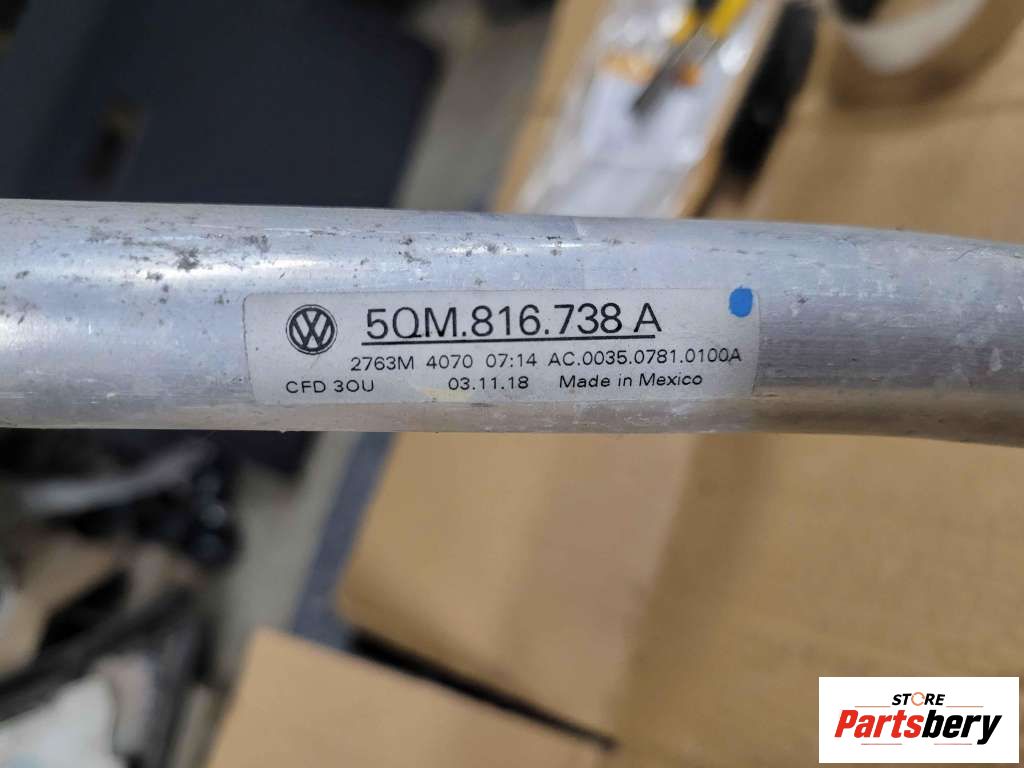 5QM.816.738 A
2763M 4070 07:14 AC.0035.0781.0100A
CFD 3OU 03.11.18 Made in Mexico
STORE
Partsbery